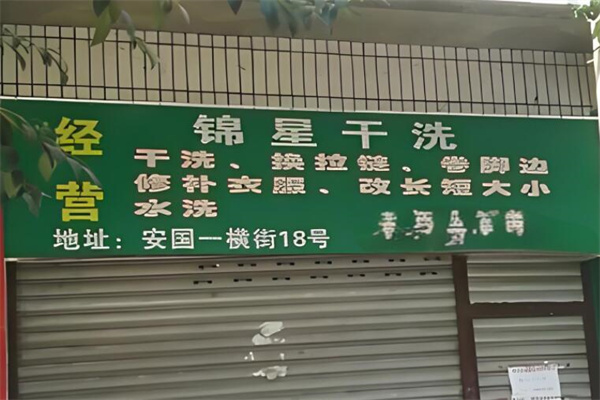 锦星干洗
经营
干洗、换拉链、卷脚边
修补衣服、改长短大小
水洗
地址：安国一横街18号